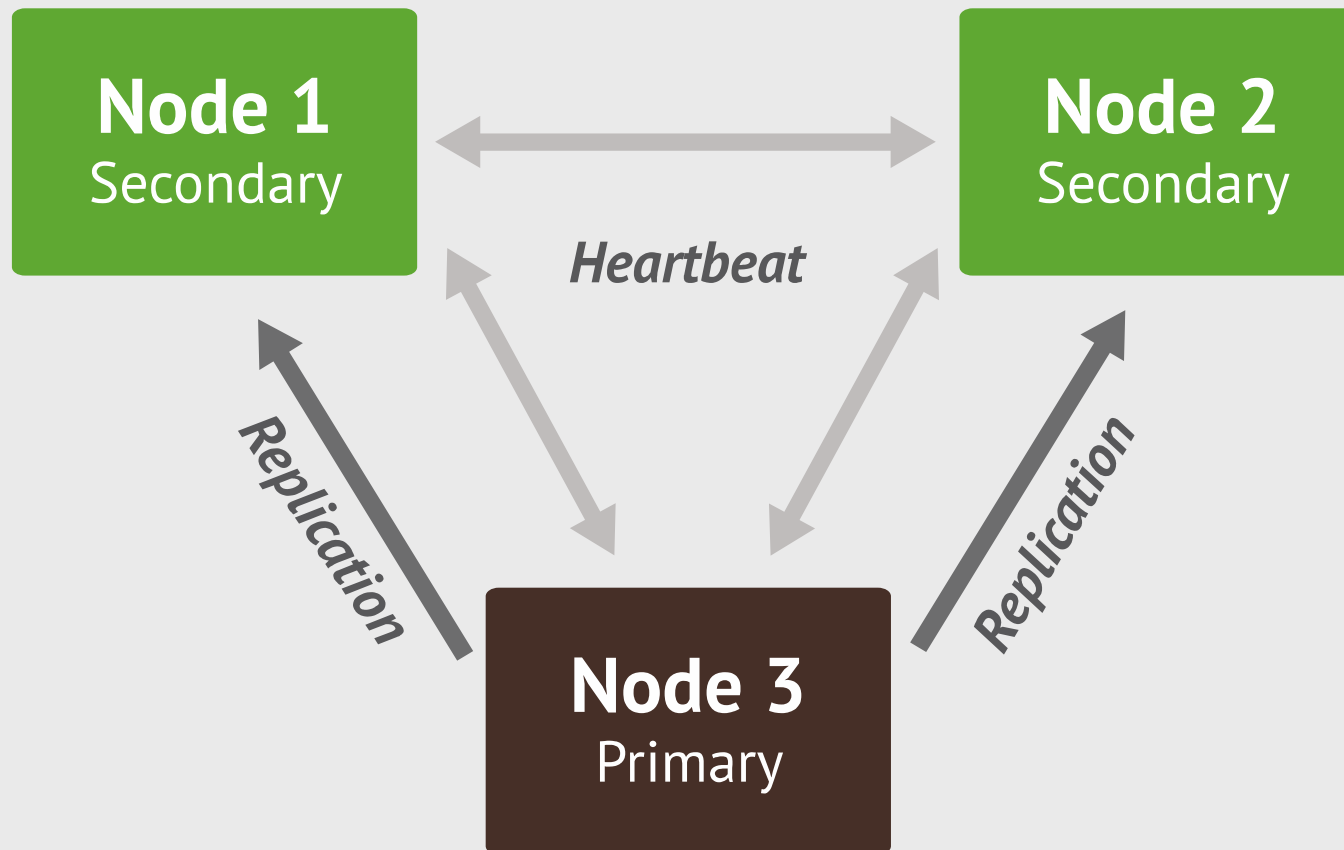 Node 1
Secondary
Node 2
Secondary
Heartbeat
Replication
Replication
Node 3
Primary